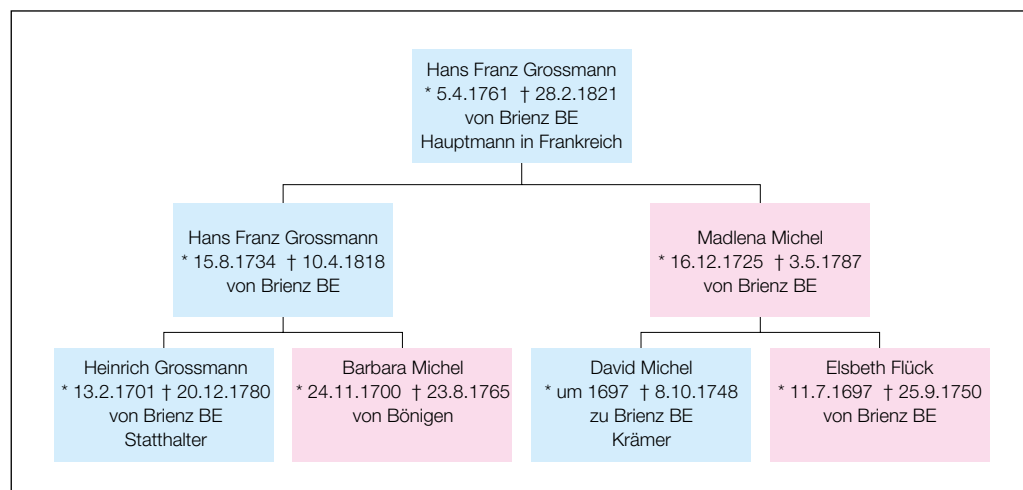 Hans Franz Grossmann
* 5.4.1761 † 28.2.1821
von Brienz BE
Hauptmann in Frankreich
Hans Franz Grossmann
* 15.8.1734 † 10.4.1818
von Brienz BE
Madlena Michel
* 16.12.1725 † 3.5.1787
von Brienz BE
Heinrich Grossmann
* 13.2.1701 † 20.12.1780
von Brienz BE
Statthalter
Barbara Michel
* 24.11.1700 † 23.8.1765
von Bönigen
David Michel
* um 1697 † 8.10.1748
zu Brienz BE
Krämer
Elsbeth Flück
* 11.7.1697 † 25.9.1750
von Brienz BE